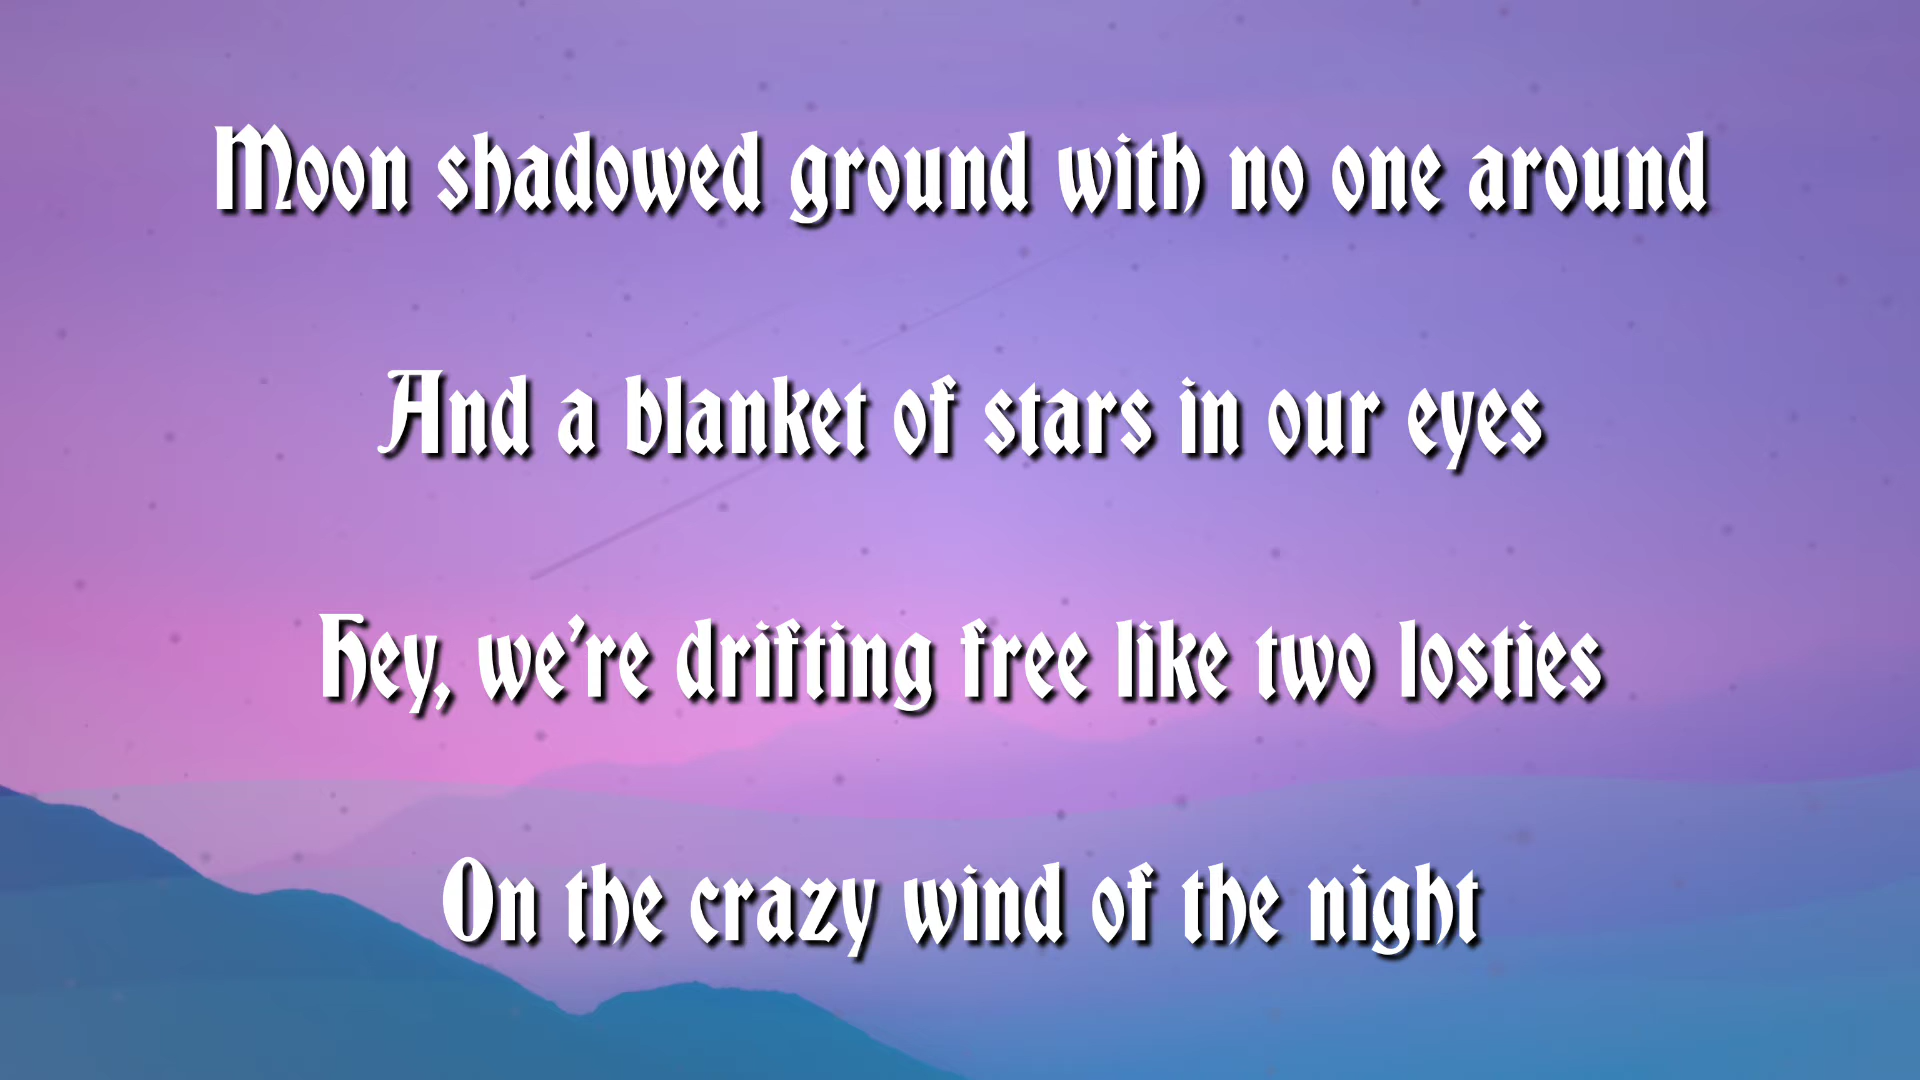 Moon shadowed ground with no one around
And a blanket of stars in our eyes
Hey, we're drifting free like two losties
On the crazy wind of the night